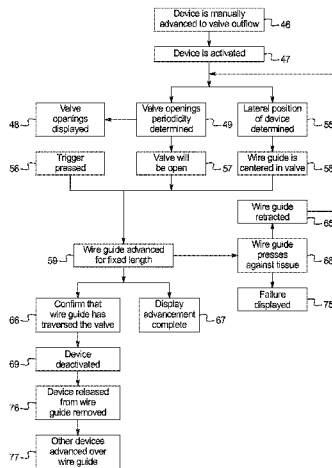 Device is manually
advanced to valve outflow
46
Device is activated
47
Valve
openings
displayed
48
Valve openings
periodicity
determined
49
Lateral position
of device
determined
55
Trigger
pressed
56
Valve will
be open
57
Wire guide is
centered in valve
58
Wire guide
retracted
65
Wire guide advanced
for fixed length
59
Wire guide
presses
against tissue
68
Failure
displayed
75
Confirm that
wire guide has
traversed the valve
66
Display
advancement
complete
67
Device
deactivated
69
Device released
from wire
guide removed
76
Other devices
advanced over
wire guide
77